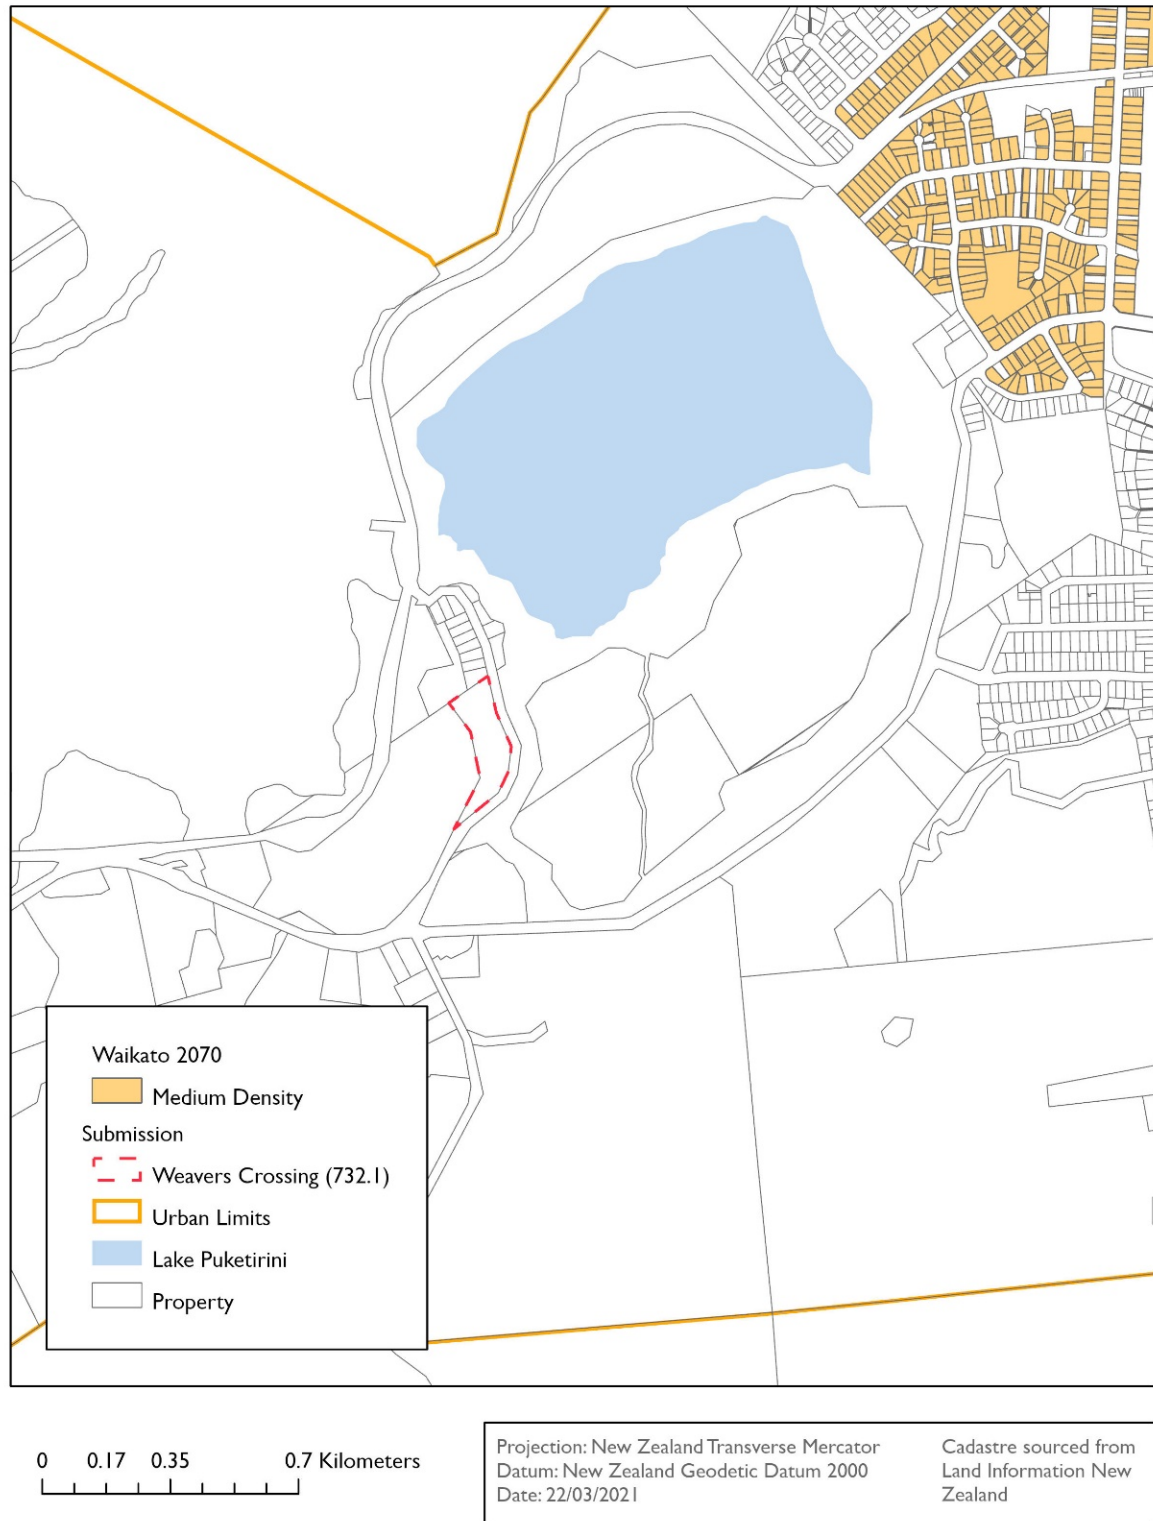 Waikato 2070
Medium Density
Submission
Weavers Crossing (732.1)
Urban Limits
Lake Puketirini
Property
0 0.17 0.35 0.7 Kilometers
Projection: New Zealand Transverse Mercator
Datum: New Zealand Geodetic Datum 2000
Date: 22/03/2021
Cadastre sourced from
Land Information New
Zealand